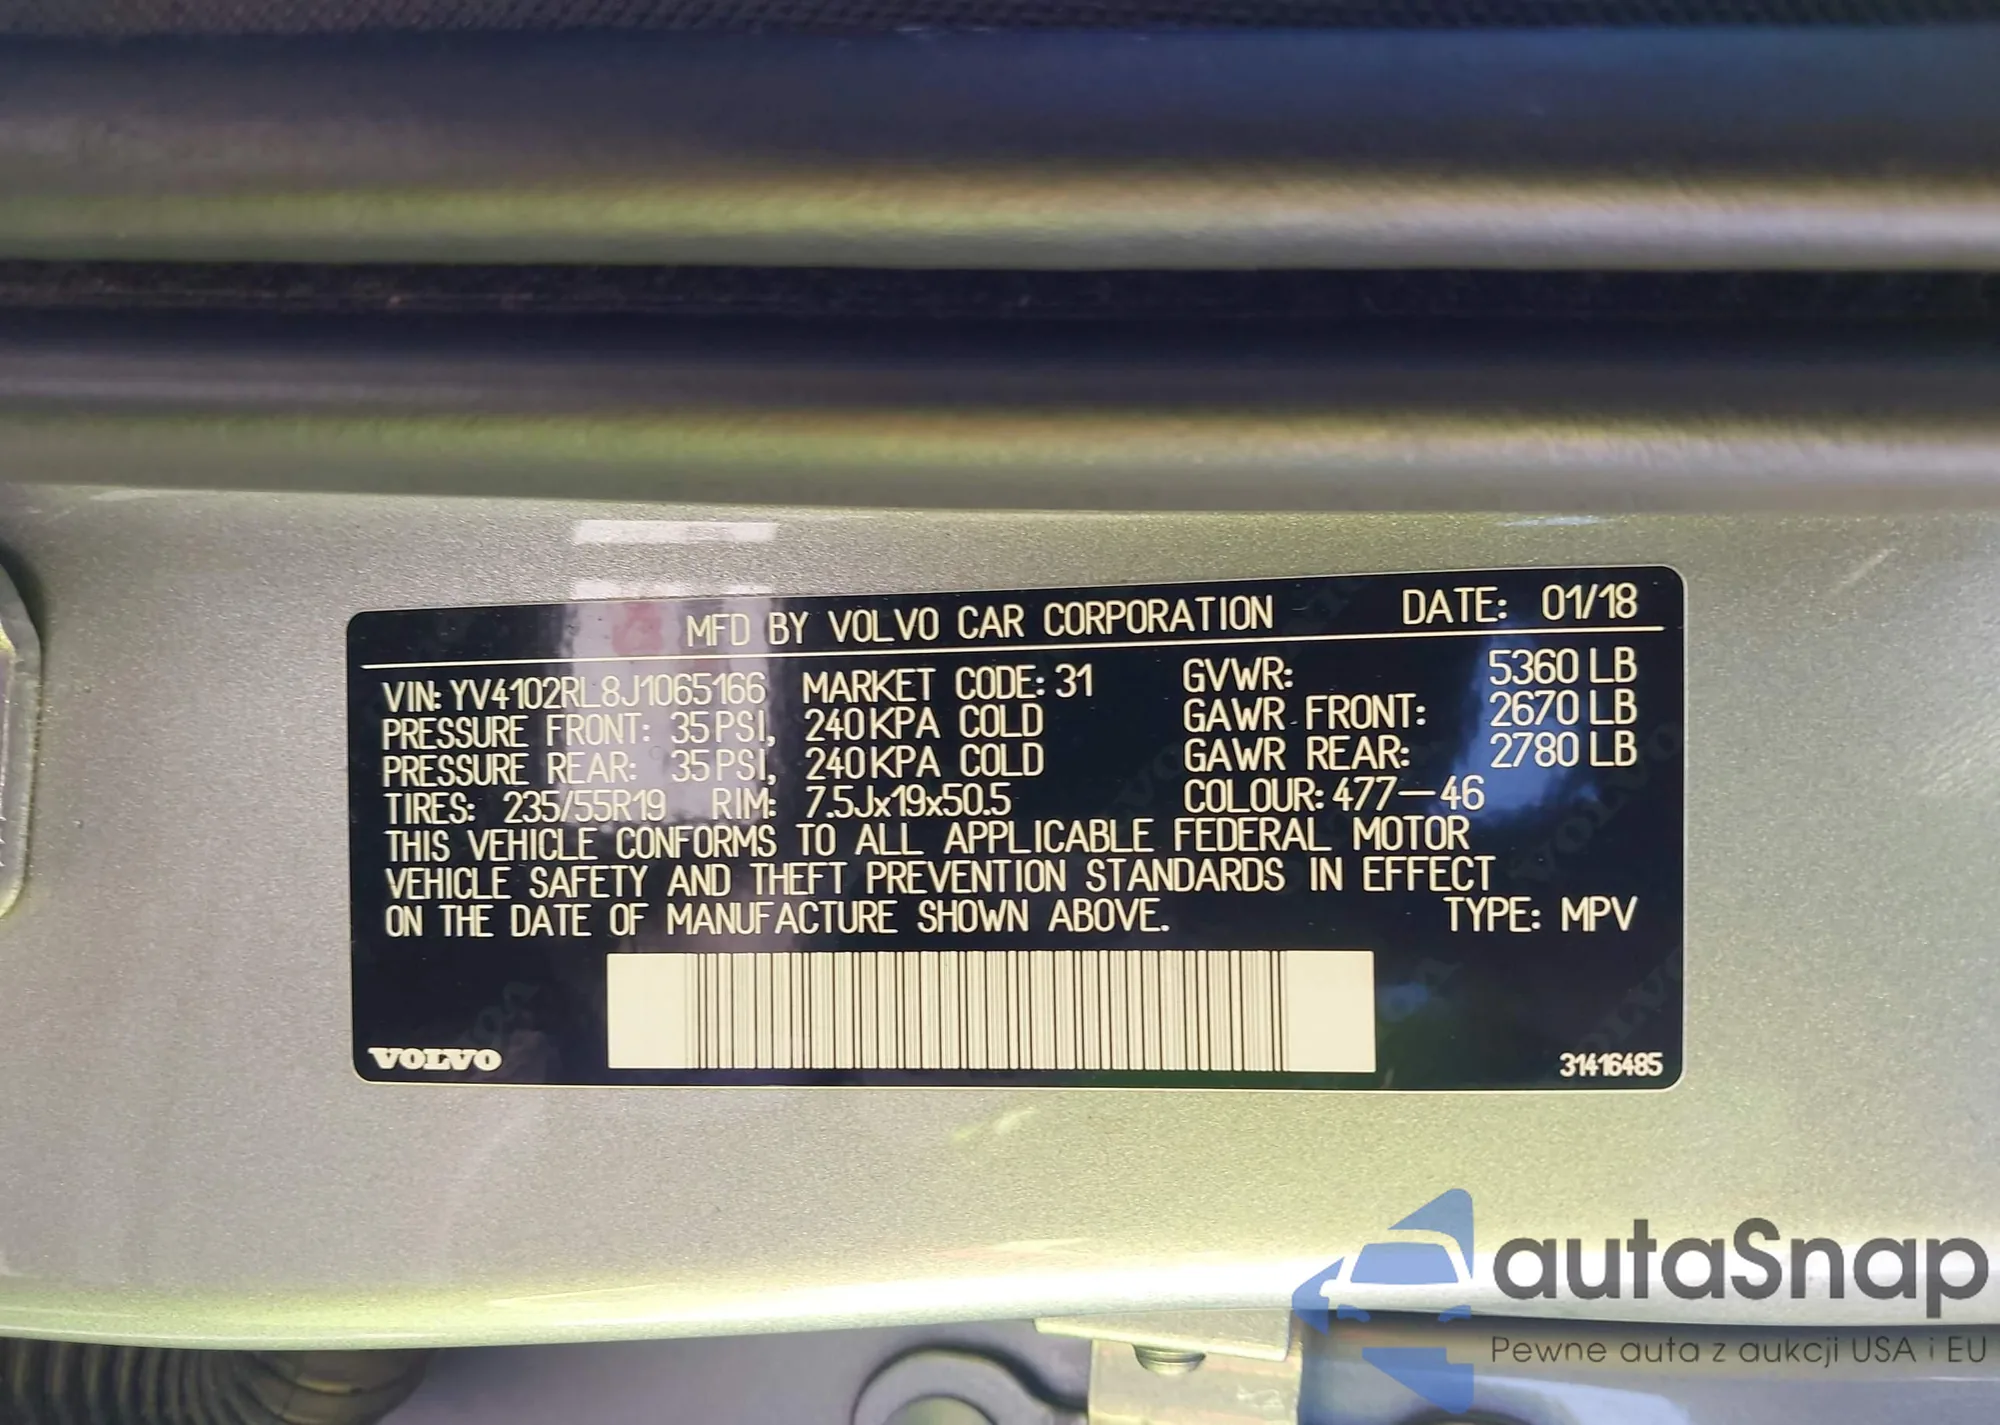 MFD BY VOLVO CAR CORPORATION DATE: 01/18
VIN: YV4102RL8J1065166 MARKET CODE: 31 GVWR: 5360 LB
PRESSURE FRONT: 35 PSI, 240 KPA COLD GAWR FRONT: 2670 LB
PRESSURE REAR: 35 PSI, 240 KPA COLD GAWR REAR: 2780 LB
TIRES: 235/55R19 RIM: 7.5Jx19x50.5 COLOUR: 477-46
THIS VEHICLE CONFORMS TO ALL APPLICABLE FEDERAL MOTOR
VEHICLE SAFETY AND THEFT PREVENTION STANDARDS IN EFFECT
ON THE DATE OF MANUFACTURE SHOWN ABOVE. TYPE: MPV
VOLVO 31416485
autaSnap
Pewne auta z aukcji USA i EU